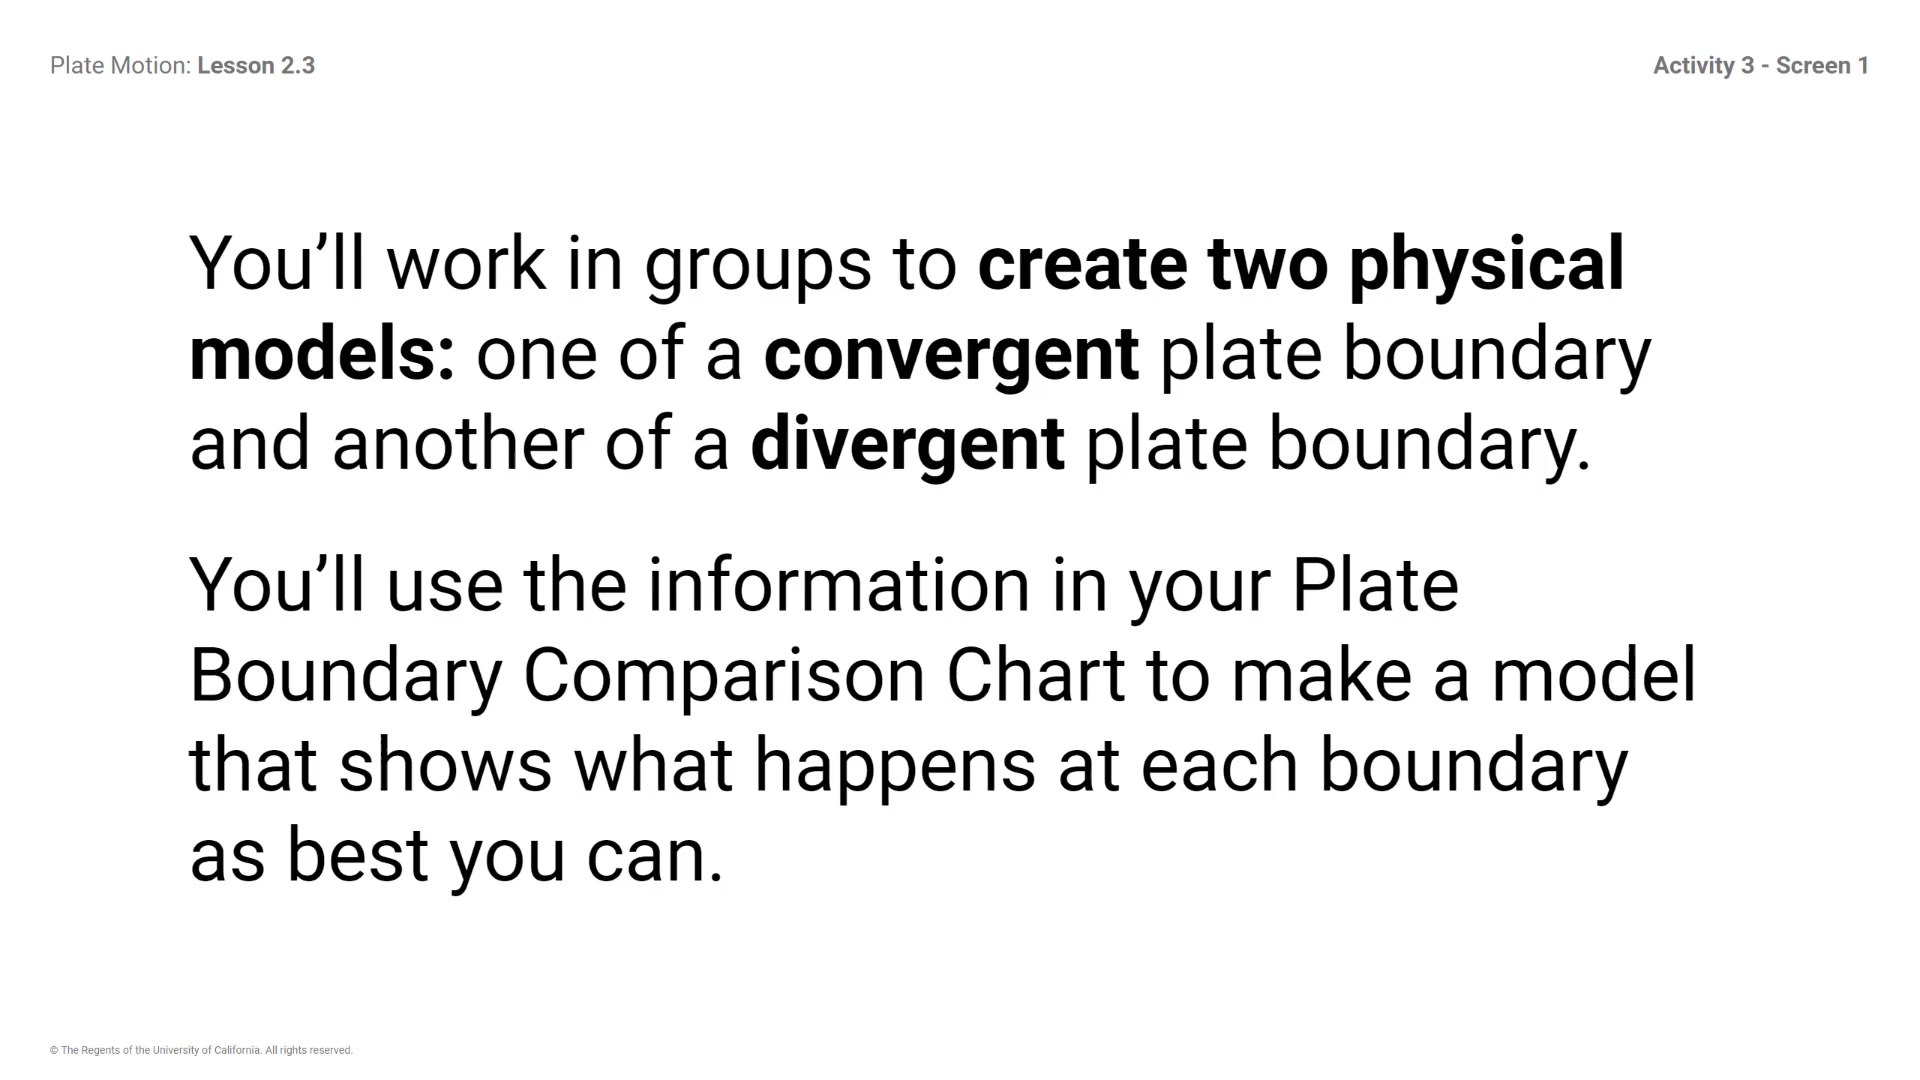 Plate Motion: Lesson 2.3
Activity 3 - Screen 1
You’ll work in groups to create two physical
models: one of a convergent plate boundary
and another of a divergent plate boundary.
You’ll use the information in your Plate
Boundary Comparison Chart to make a model
that shows what happens at each boundary
as best you can.
© The Regents of the University of California. All rights reserved.